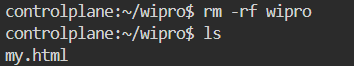 controlplane:~/wipro$ rm -rf wipro
controlplane:~/wipro$ ls
my.html